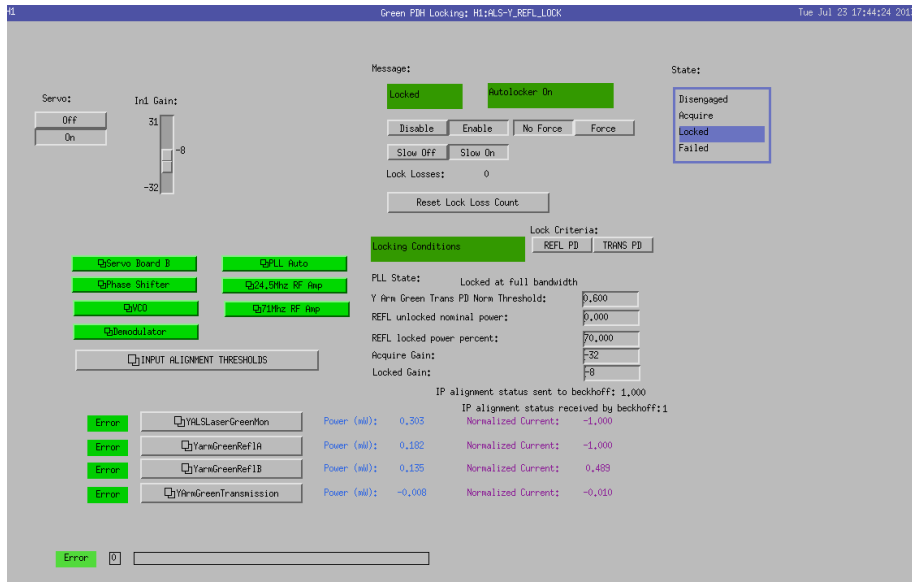 H1
Green PDH Locking: H1:ALS-Y_REFL_LOCK
Tue Jul 23 17:44:24 201
Message:
State:
Locked
Autolocker On
Servo:
In1 Gain:
Off
On
31
-8
-32
Disable
Enable
No Force
Force
Slow Off
Slow On
Lock Losses: 0
Reset Lock Loss Count
Disengaged
Acquire
Locked
Failed
Lock Criteria:
Locking Conditions
REFL PD
TRANS PD
Servo Board B
PLL Auto
Phase Shifter
24.5Mhz RF Amp
VCO
71Mhz RF Amp
Demodulator
INPUT ALIGNMENT THRESHOLDS
PLL State: Locked at full bandwidth
Y Arm Green Trans PD Norm Threshold: 0.600
REFL unlocked nominal power: 0.000
REFL locked power percent: 70.000
Acquire Gain: -32
Locked Gain: -8
IP alignment status sent to beckhoff: 1.000
IP alignment status received by beckhoff:1
Error YALSLaserGreenMon Power (mW): 0.303 Normalized Current: -1.000
Error YarmGreenReflA Power (mW): 0.182 Normalized Current: -1.000
Error YarmGreenReflB Power (mW): 0.135 Normalized Current: 0.489
Error YArmGreenTransmission Power (mW): -0.008 Normalized Current: -0.010
Error 0